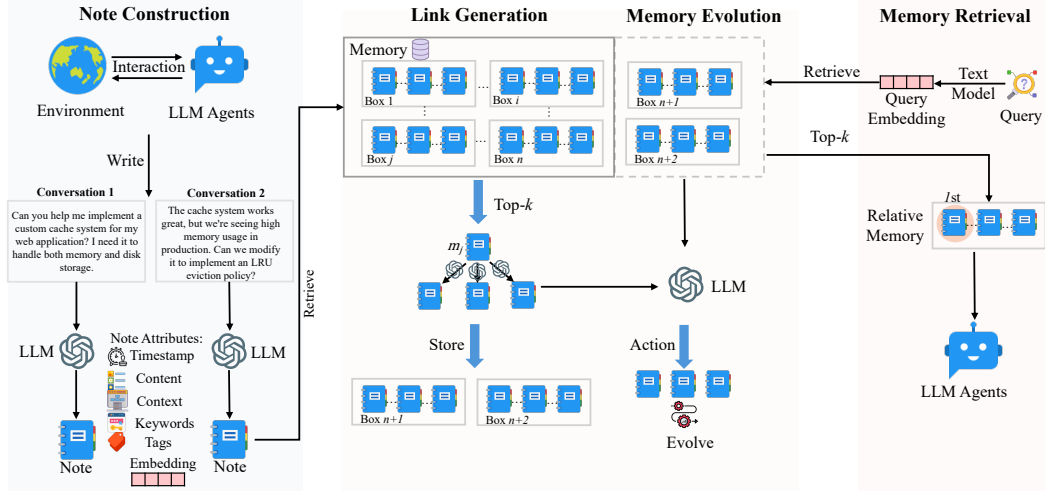 Note Construction
Interaction
Environment
LLM Agents
Write
Conversation 1
Can you help me implement a
custom cache system for my
web application? I need it to
handle both memory and disk
storage.
Conversation 2
The cache system works
great, but we're seeing high
memory usage in
production. Can we modify
it to implement an LRU
eviction policy?
LLM
Note Attributes:
Timestamp
Content
Context
Keywords
Tags
Embedding
LLM
Note
Note
Retrieve
Link Generation
Memory
Box 1
Box i
Box j
Box n
Top-k
mj
Store
Box n+1
Box n+2
Memory Evolution
Box n+1
Box n+2
LLM
Action
Evolve
Memory Retrieval
Retrieve
Text
Model
Query
Embedding
Query
Top-k
1st
Relative
Memory
LLM Agents